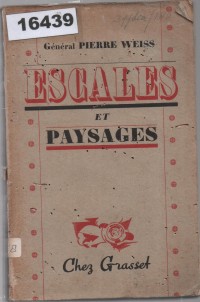 16439
Général PIERRE WEISS
ESCALES
ET
PAYSAGES
Chez Grasset